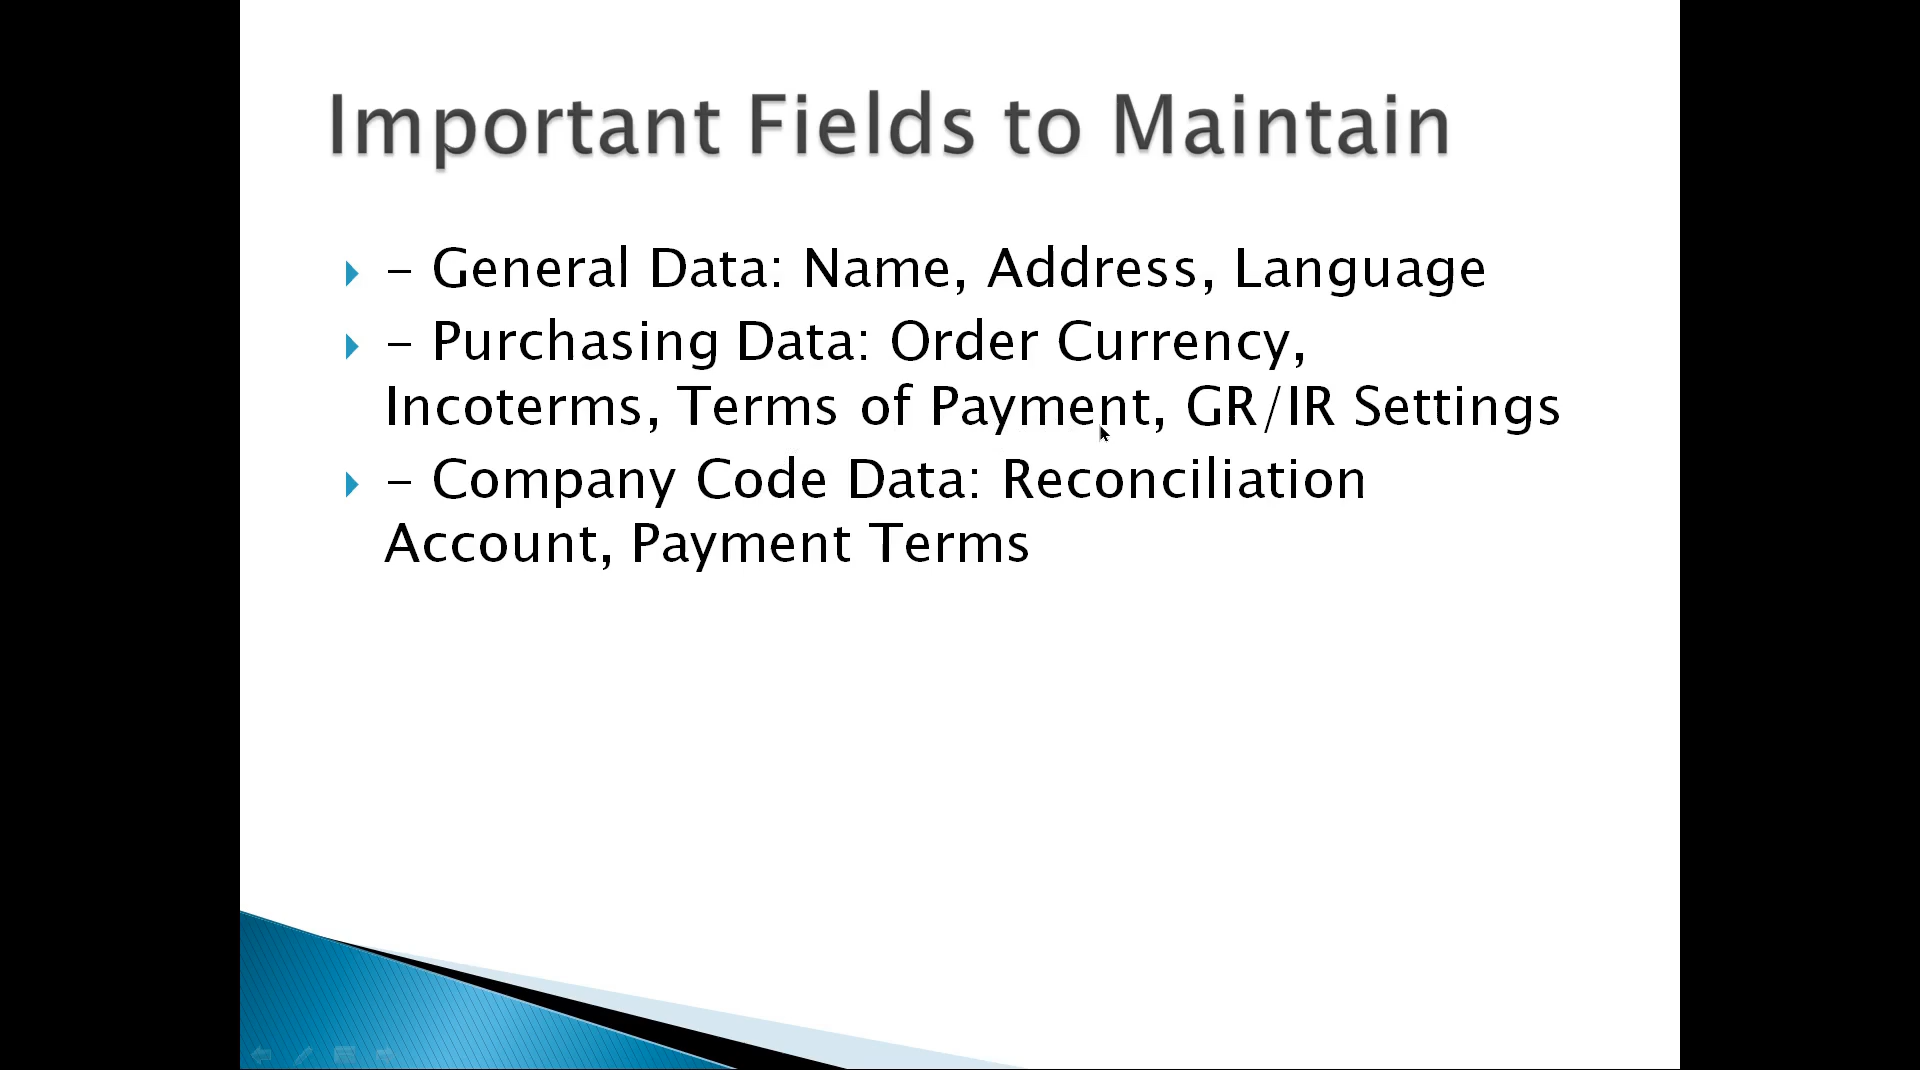 Important Fields to Maintain
– General Data: Name, Address, Language
– Purchasing Data: Order Currency,
Incoterms, Terms of Payment, GR/IR Settings
– Company Code Data: Reconciliation
Account, Payment Terms